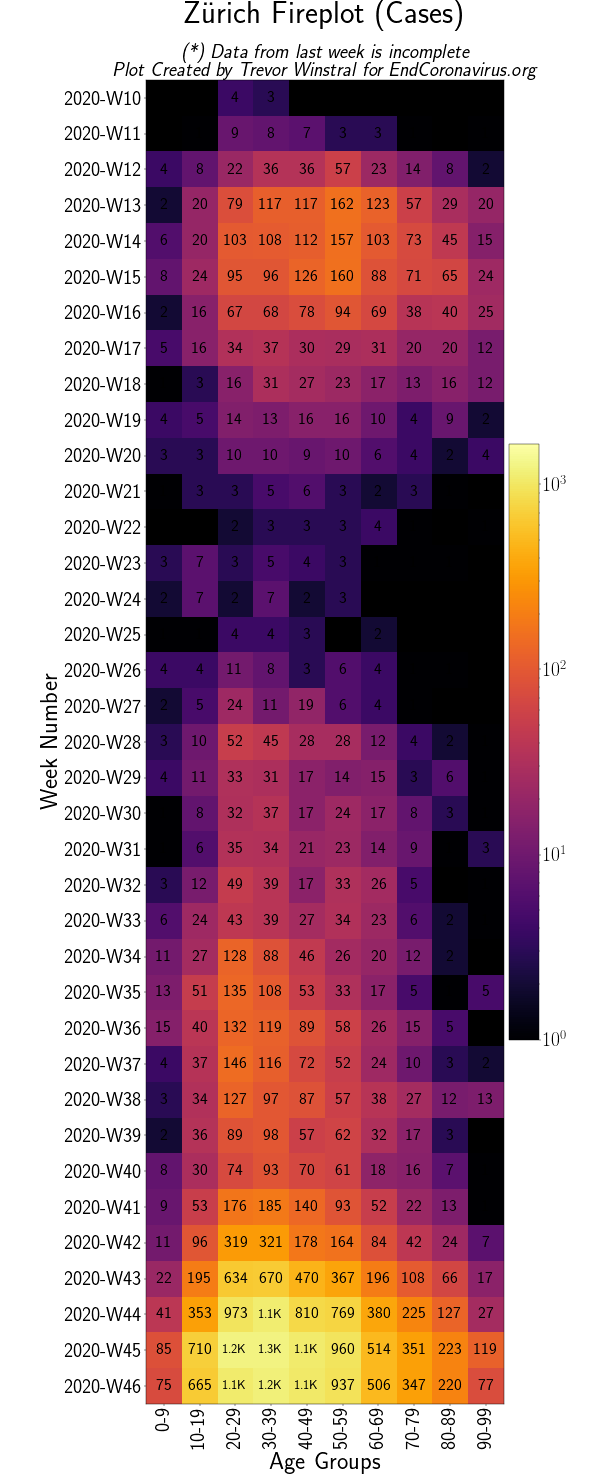 Zürich Fireplot (Cases)
(*) Data from last week is incomplete
Plot Created by Trevor Winstral for EndCoronavirus.org
2020-W10 4 3
2020-W11 9 8 7 3 3
2020-W12 4 8 22 36 36 57 23 14 8 2
2020-W13 2 20 79 117 117 162 123 57 29 20
2020-W14 6 20 103 108 112 157 103 73 45 15
2020-W15 8 24 95 96 126 160 88 71 65 24
2020-W16 2 16 67 68 78 94 69 38 40 25
2020-W17 5 16 34 37 30 29 31 20 20 12
2020-W18 3 16 31 27 23 17 13 16 12
2020-W19 4 5 14 13 16 16 10 4 9 2
2020-W20 3 3 10 10 9 10 6 4 2 4
2020-W21 3 3 5 6 3 2 3
2020-W22 2 3 3 3 4
2020-W23 3 7 3 5 4 3
2020-W24 2 7 2 7 2 3
2020-W25 4 4 3 2
2020-W26 4 4 11 8 3 6 4
2020-W27 2 5 24 11 19 6 4
2020-W28 3 10 52 45 28 28 12 4 2
2020-W29 4 11 33 31 17 14 15 3 6
2020-W30 8 32 37 17 24 17 8 3
2020-W31 6 35 34 21 23 14 9 3
2020-W32 3 12 49 39 17 33 26 5
2020-W33 6 24 43 39 27 34 23 6 2
2020-W34 11 27 128 88 46 26 20 12 2
2020-W35 13 51 135 108 53 33 17 5 5
2020-W36 15 40 132 119 89 58 26 15 5
2020-W37 4 37 146 116 72 52 24 10 3 2
2020-W38 3 34 127 97 87 57 38 27 12 13
2020-W39 2 36 89 98 57 62 32 17 3
2020-W40 8 30 74 93 70 61 18 16 7
2020-W41 9 53 176 185 140 93 52 22 13
2020-W42 11 96 319 321 178 164 84 42 24 7
2020-W43 22 195 634 670 470 367 196 108 66 17
2020-W44 41 353 973 1.1K 810 769 380 225 127 27
2020-W45 85 710 1.2K 1.3K 1.1K 960 514 351 223 119
2020-W46 75 665 1.1K 1.2K 1.1K 937 506 347 220 77
0-9 10-19 20-29 30-39 40-49 50-59 60-69 70-79 80-89 90-99
Age Groups
Week Number
10³
10²
10¹
10⁰